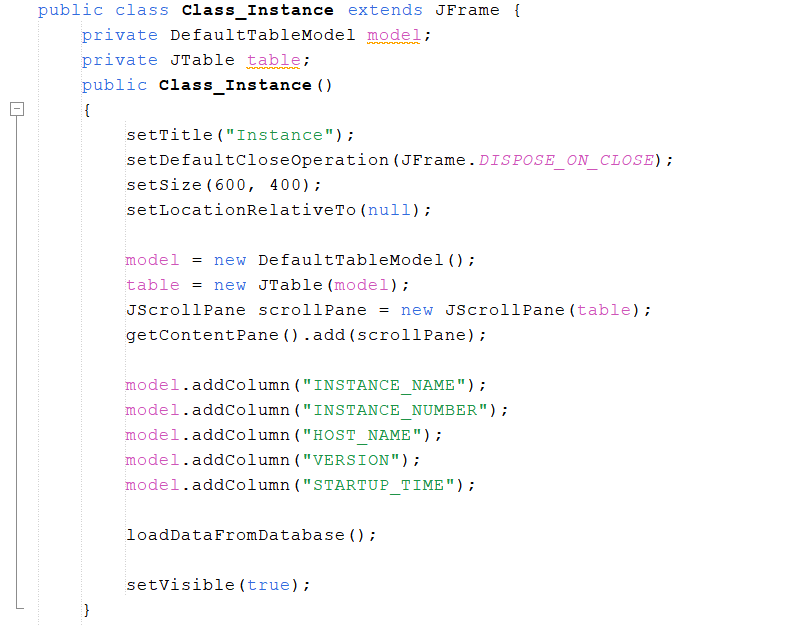 public class Class_Instance extends JFrame {
private DefaultTableModel model;
private JTable table;
public Class_Instance()
{
setTitle("Instance");
setDefaultCloseOperation(JFrame.DISPOSE_ON_CLOSE);
setSize(600, 400);
setLocationRelativeTo(null);
model = new DefaultTableModel();
table = new JTable(model);
JScrollPane scrollPane = new JScrollPane(table);
getContentPane().add(scrollPane);
model.addColumn("INSTANCE_NAME");
model.addColumn("INSTANCE_NUMBER");
model.addColumn("HOST_NAME");
model.addColumn("VERSION");
model.addColumn("STARTUP_TIME");
loadDataFromDatabase();
setVisible(true);
}